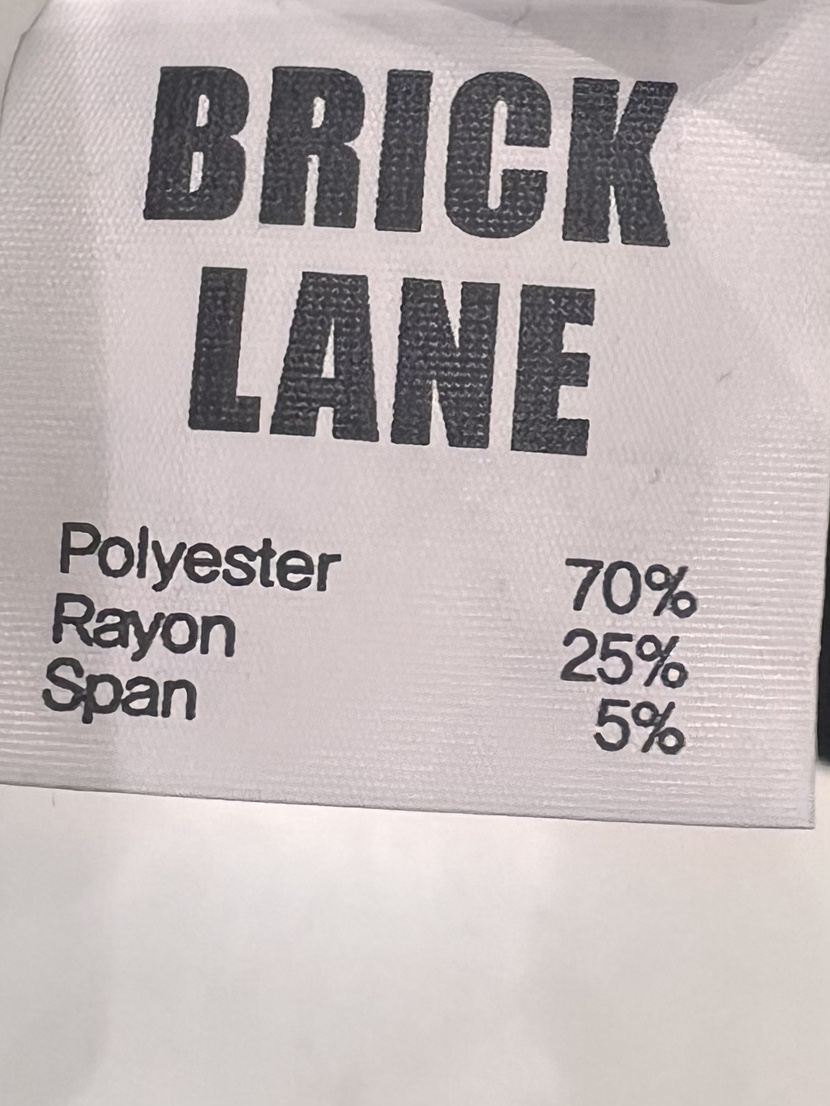 BRICK
LANE
Polyester 70%
Rayon 25%
Span 5%